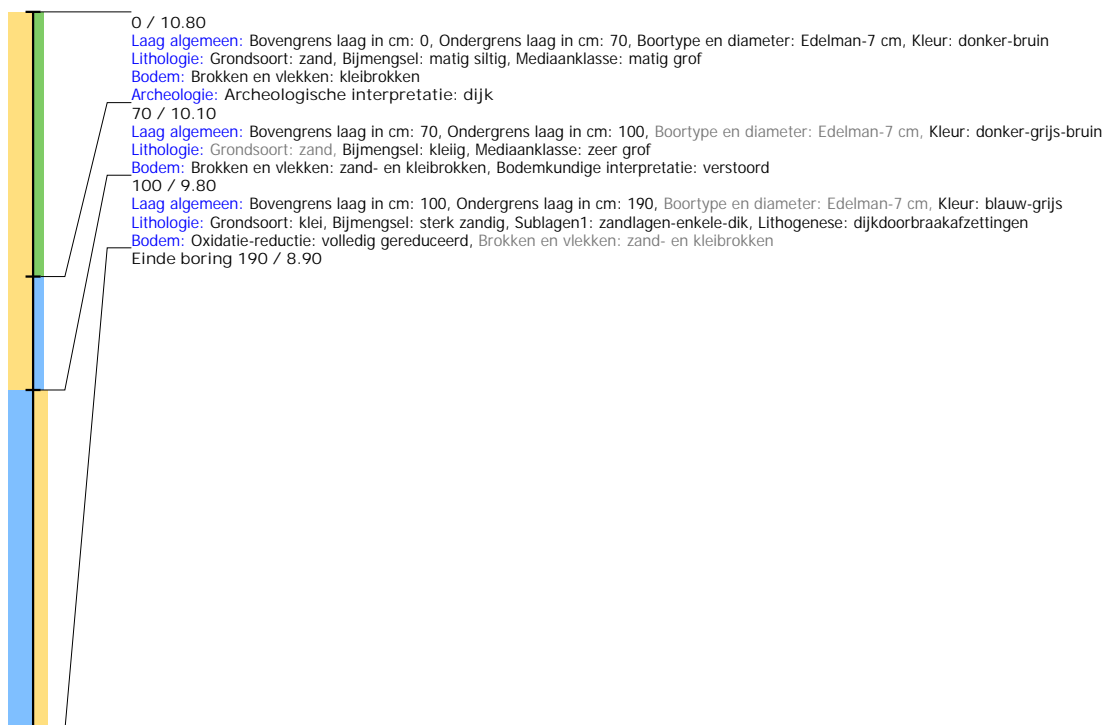 0 / 10.80
Laag algemeen: Bovengrens laag in cm: 0, Ondergrens laag in cm: 70, Boortype en diameter: Edelman-7 cm, Kleur: donker-bruin
Lithologie: Grondsoort: zand, Bijmengsel: matig siltig, Mediaanklasse: matig grof
Bodem: Brokken en vlekken: kleibrokken
Archeologie: Archeologische interpretatie: dijk
70 / 10.10
Laag algemeen: Bovengrens laag in cm: 70, Ondergrens laag in cm: 100, Boortype en diameter: Edelman-7 cm, Kleur: donker-grijs-bruin
Lithologie: Grondsoort: zand, Bijmengsel: kleiig, Mediaanklasse: zeer grof
Bodem: Brokken en vlekken: zand- en kleibrokken, Bodemkundige interpretatie: verstoord
100 / 9.80
Laag algemeen: Bovengrens laag in cm: 100, Ondergrens laag in cm: 190, Boortype en diameter: Edelman-7 cm, Kleur: blauw-grijs
Lithologie: Grondsoort: klei, Bijmengsel: sterk zandig, Sublagen1: zandlagen-enkele-dik, Lithogenese: dijkdoorbraakafzettingen
Bodem: Oxidatie-reductie: volledig gereduceerd, Brokken en vlekken: zand- en kleibrokken
Einde boring 190 / 8.90